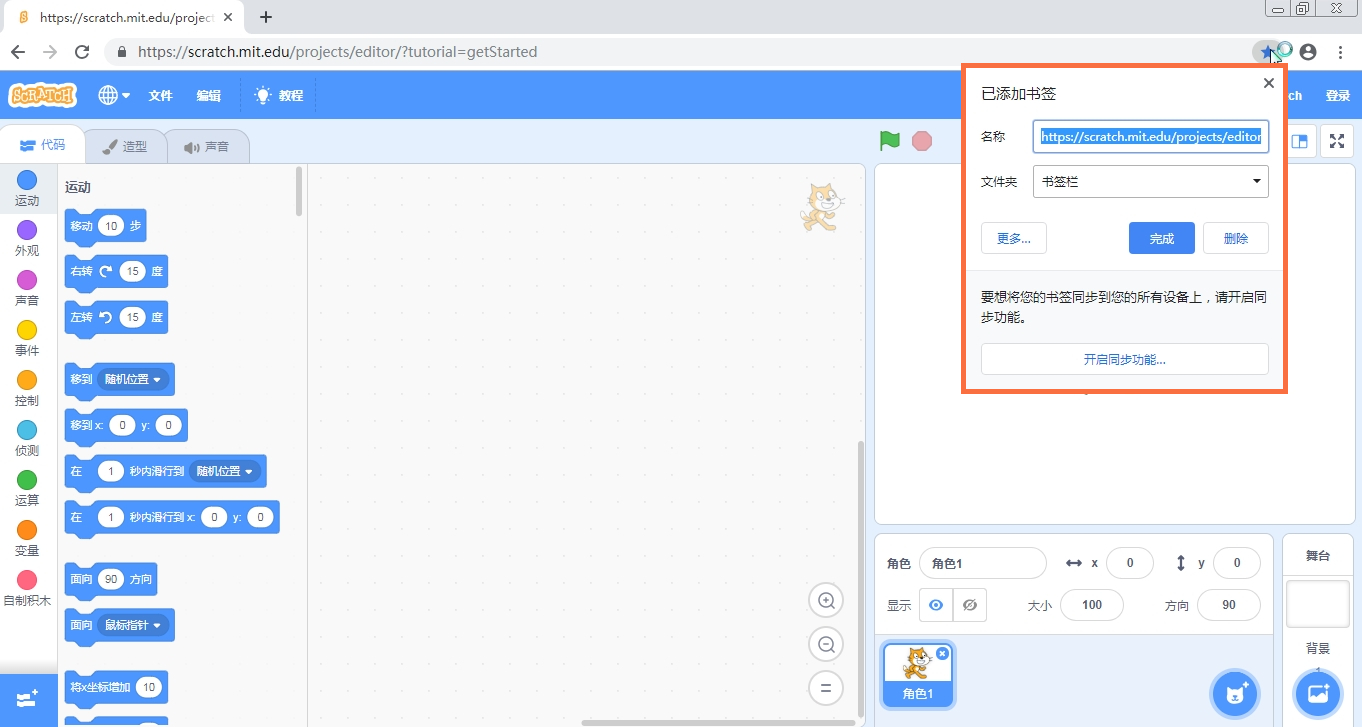 https://scratch.mit.edu/project
https://scratch.mit.edu/projects/editor/?tutorial=getStarted
SCRATCH
文件
编辑
教程
登录
代码
造型
声音
运动
外观
声音
事件
控制
侦测
运算
变量
自制积木
运动
移动 10 步
右转 15 度
左转 15 度
移到 随机位置
移到 x: 0 y: 0
在 1 秒内滑行到 随机位置
在 1 秒内滑行到 x: 0 y: 0
面向 90 方向
面向 鼠标指针
将x坐标增加 10
已添加书签
名称 https://scratch.mit.edu/projects/editor
文件夹 书签栏
更多... 完成 删除
要想将您的书签同步到您的所有设备上，请开启同
步功能。
开启同步功能...
角色 角色1 x 0 y 0
显示 大小 100 方向 90
角色1
舞台
背景
1